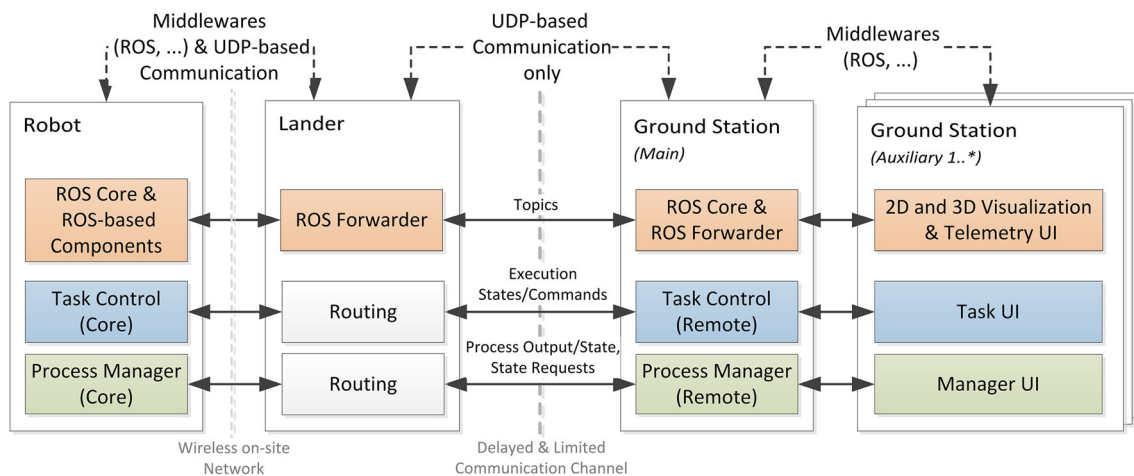 Middlewares
(ROS, ...) & UDP-based
Communication
UDP-based
Communication
only
Middlewares
(ROS, ...)
Robot
Lander
Ground Station
(Main)
Ground Station
(Auxiliary 1..*)
ROS Core &
ROS-based
Components
ROS Forwarder
Topics
ROS Core &
ROS Forwarder
2D and 3D Visualization
& Telemetry UI
Task Control
(Core)
Routing
Execution
States/Commands
Task Control
(Remote)
Task UI
Process Manager
(Core)
Routing
Process Output/State,
State Requests
Process Manager
(Remote)
Manager UI
Wireless on-site
Network
Delayed & Limited
Communication Channel